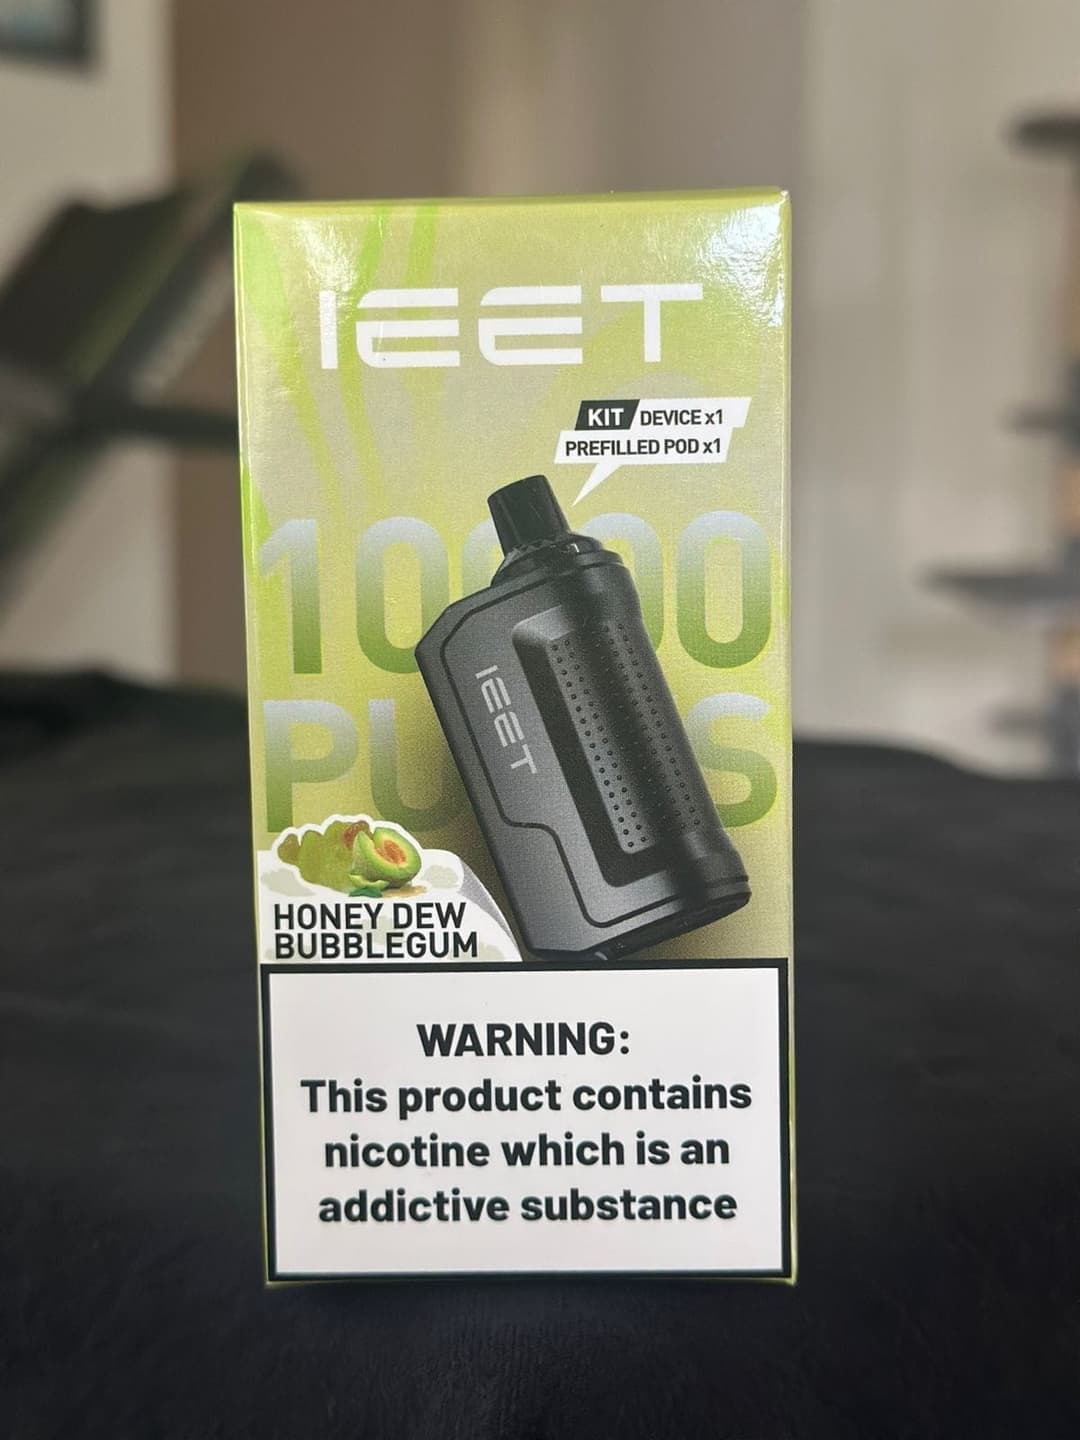 IEET
KIT DEVICE x1
PREFILLED POD x1
IEET
HONEY DEW
BUBBLEGUM
WARNING:
This product contains
nicotine which is an
addictive substance